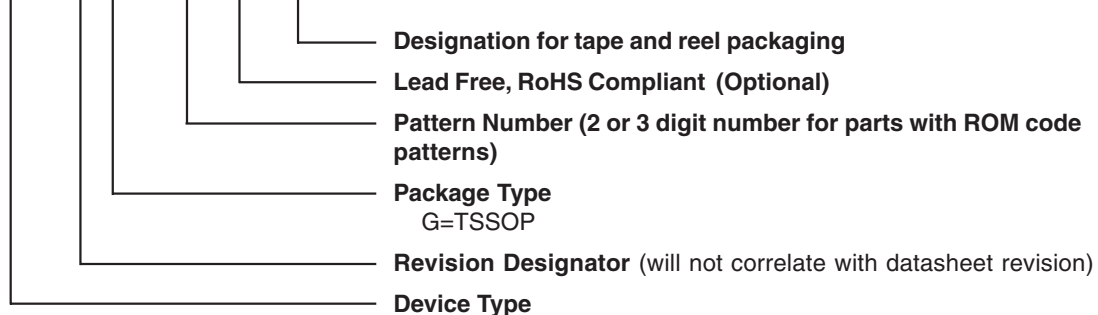 Designation for tape and reel packaging
Lead Free, RoHS Compliant (Optional)
Pattern Number (2 or 3 digit number for parts with ROM code
patterns)
Package Type
G=TSSOP
Revision Designator (will not correlate with datasheet revision)
Device Type